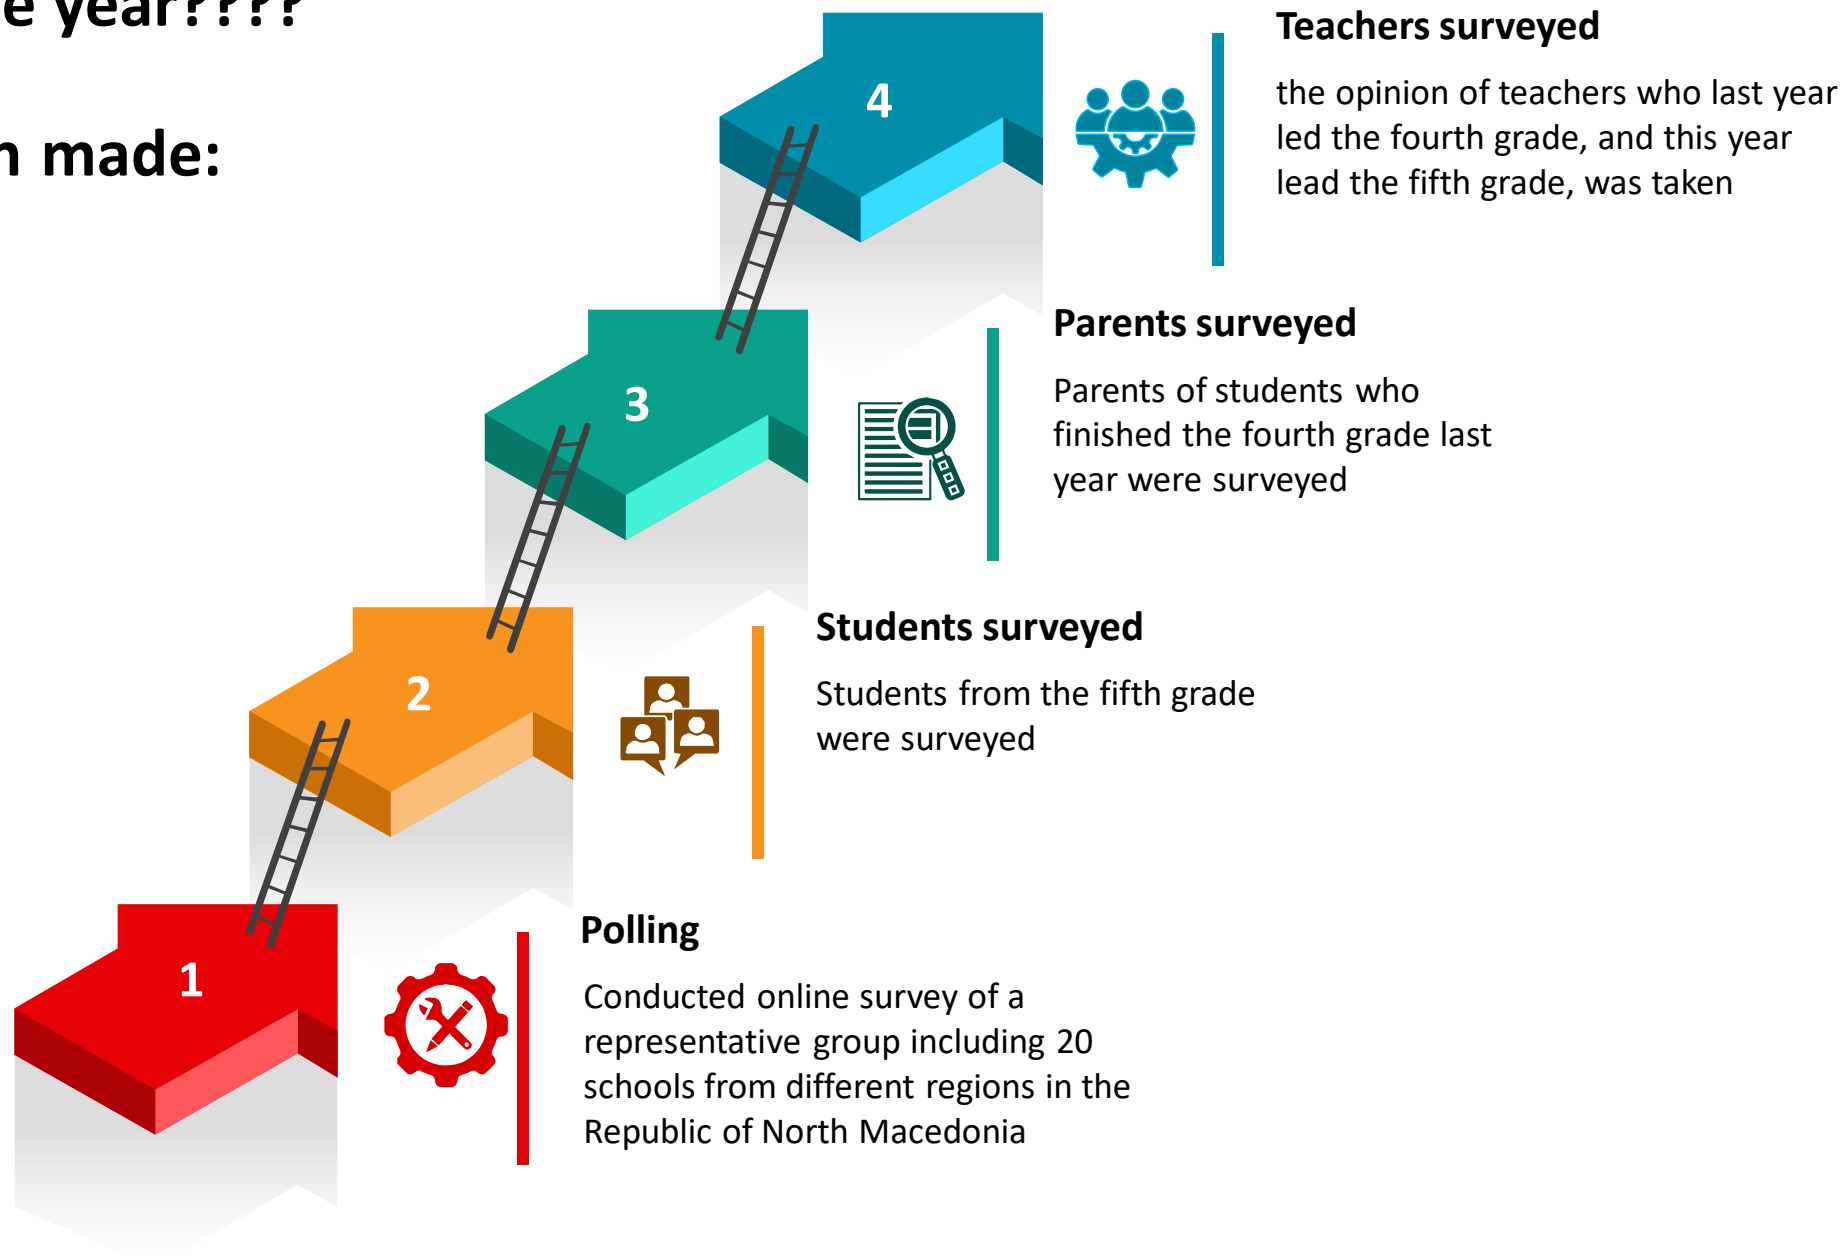 e year????
n made:
4
Teachers surveyed
the opinion of teachers who last year
led the fourth grade, and this year
lead the fifth grade, was taken
3
Parents surveyed
Parents of students who
finished the fourth grade last
year were surveyed
2
Students surveyed
Students from the fifth grade
were surveyed
1
Polling
Conducted online survey of a
representative group including 20
schools from different regions in the
Republic of North Macedonia